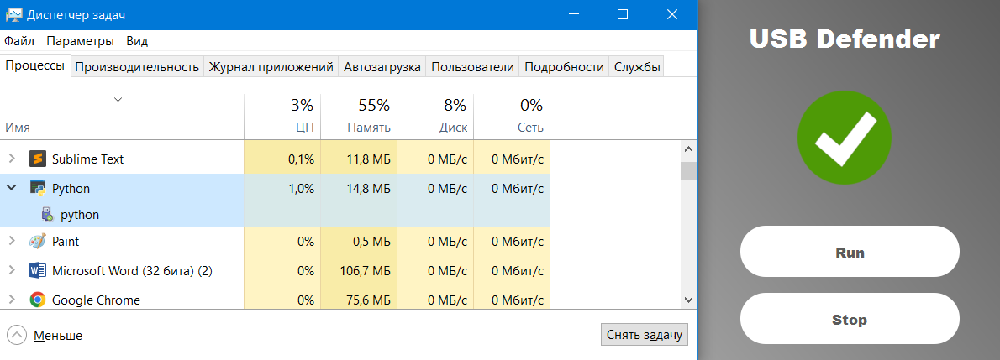 Диспетчер задач
Файл Параметры Вид
Процессы Производительность Журнал приложений Автозагрузка Пользователи Подробности Службы
3% 55% 8% 0%
Имя ЦП Память Диск Сеть
Sublime Text 0,1% 11,8 МБ 0 МБ/с 0 Мбит/с
Python 1,0% 14,8 МБ 0 МБ/с 0 Мбит/с
python
Paint 0% 0,5 МБ 0 МБ/с 0 Мбит/с
Microsoft Word (32 бита) (2) 0% 106,7 МБ 0 МБ/с 0 Мбит/с
Google Chrome 0% 75,6 МБ 0 МБ/с 0 Мбит/с
Меньше
Снять задачу
USB Defender
Run
Stop